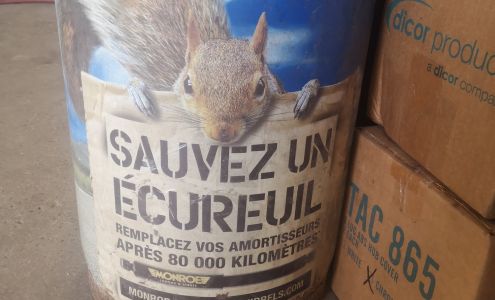 SAUVEZ UN
ÉCUREUIL
REMPLACEZ VOS AMORTISSEURS
APRÈS 80 000 KILOMÈTRES
MONROE
dicor produc
a dicor compa
TAC 865